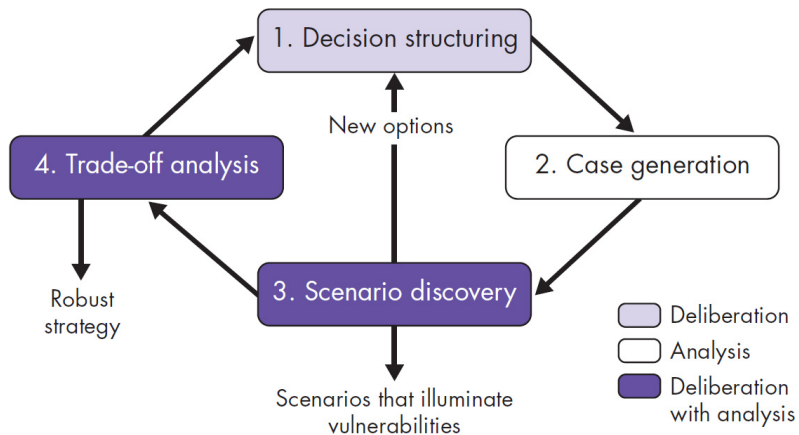 1. Decision structuring
New options
4. Trade-off analysis
2. Case generation
3. Scenario discovery
Robust
strategy
Scenarios that illuminate
vulnerabilities
Deliberation
Analysis
Deliberation
with analysis